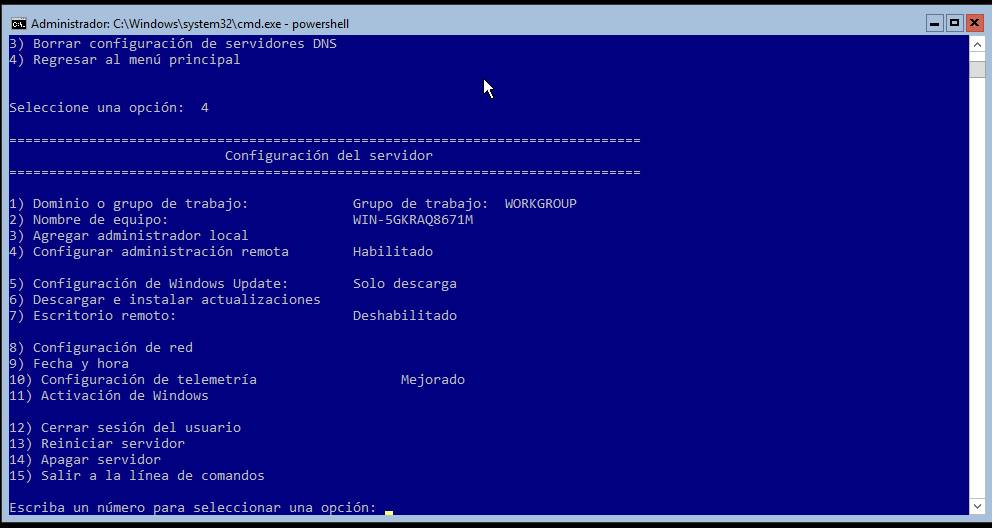 Administrador: C:\Windows\system32\cmd.exe - powershell
3) Borrar configuración de servidores DNS
4) Regresar al menú principal
Seleccione una opción:  4
===============================================================================
Configuración del servidor
===============================================================================
1) Dominio o grupo de trabajo:             Grupo de trabajo:  WORKGROUP
2) Nombre de equipo:                       WIN-5GKRAQ8671M
3) Agregar administrador local
4) Configurar administración remota        Habilitado
5) Configuración de Windows Update:        Solo descarga
6) Descargar e instalar actualizaciones
7) Escritorio remoto:                      Deshabilitado
8) Configuración de red
9) Fecha y hora
10) Configuración de telemetría                  Mejorado
11) Activación de Windows
12) Cerrar sesión del usuario
13) Reiniciar servidor
14) Apagar servidor
15) Salir a la línea de comandos
Escriba un número para seleccionar una opción: